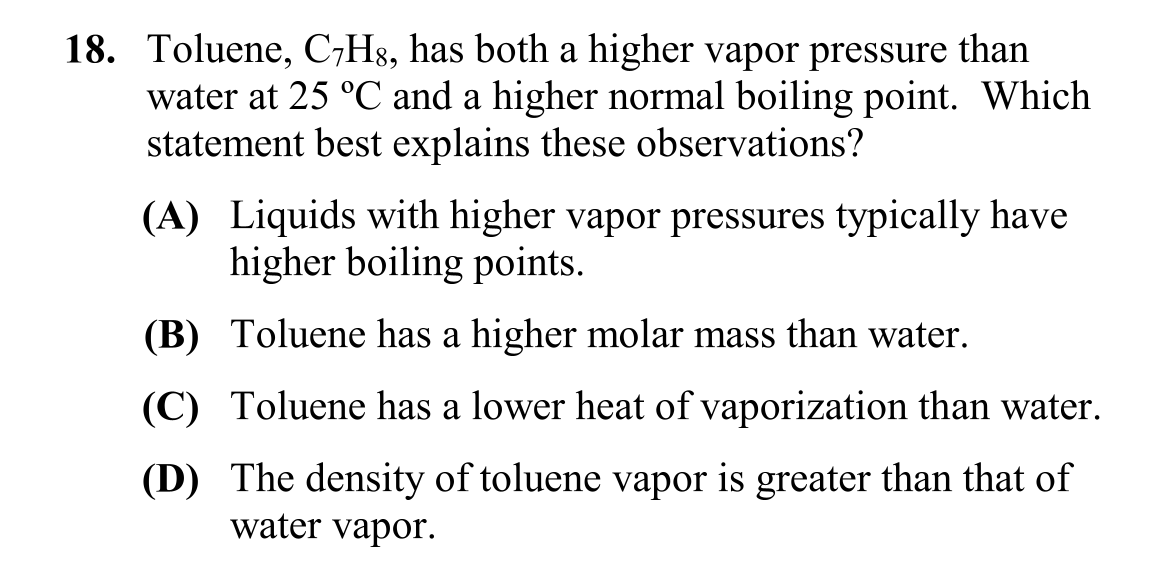 18. Toluene, C₇H₈, has both a higher vapor pressure than
water at 25 ºC and a higher normal boiling point. Which
statement best explains these observations?
(A) Liquids with higher vapor pressures typically have
higher boiling points.
(B) Toluene has a higher molar mass than water.
(C) Toluene has a lower heat of vaporization than water.
(D) The density of toluene vapor is greater than that of
water vapor.